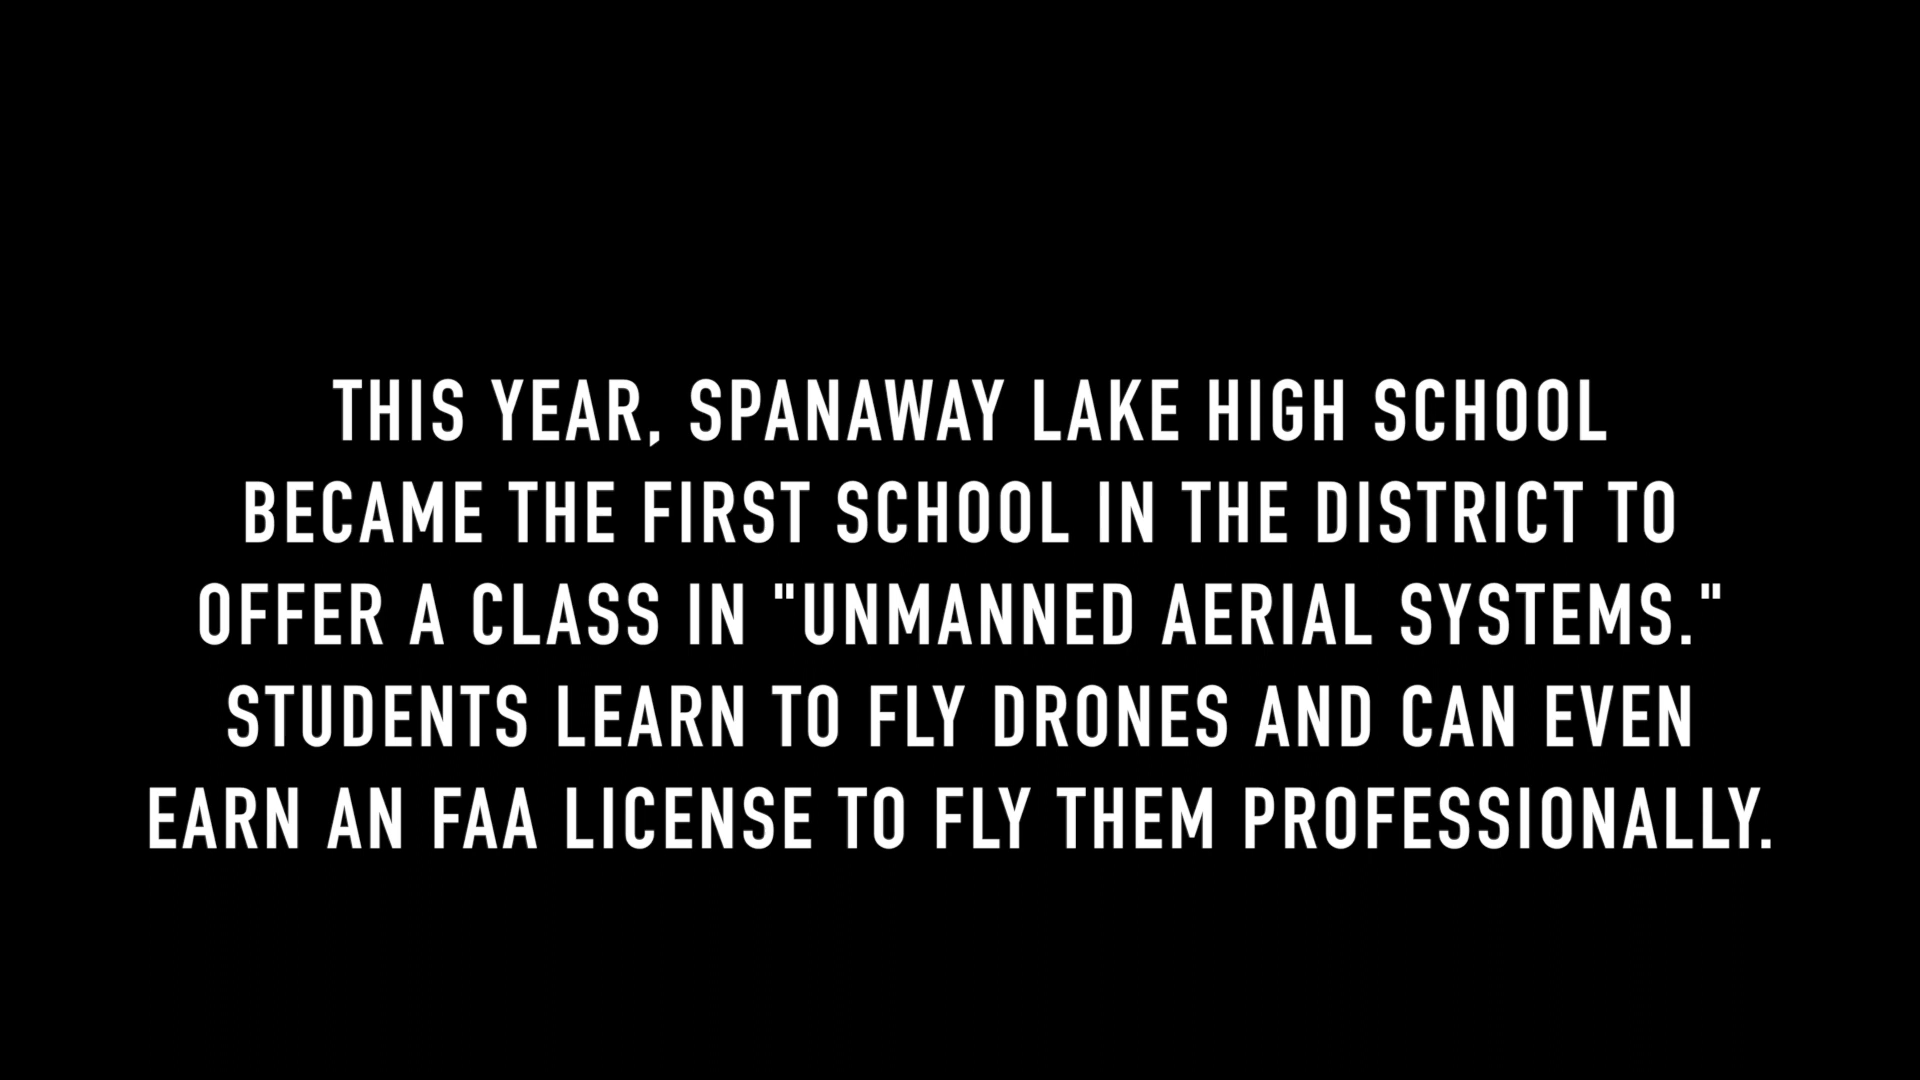 THIS YEAR, SPANAWAY LAKE HIGH SCHOOL
BECAME THE FIRST SCHOOL IN THE DISTRICT TO
OFFER A CLASS IN "UNMANNED AERIAL SYSTEMS."
STUDENTS LEARN TO FLY DRONES AND CAN EVEN
EARN AN FAA LICENSE TO FLY THEM PROFESSIONALLY.